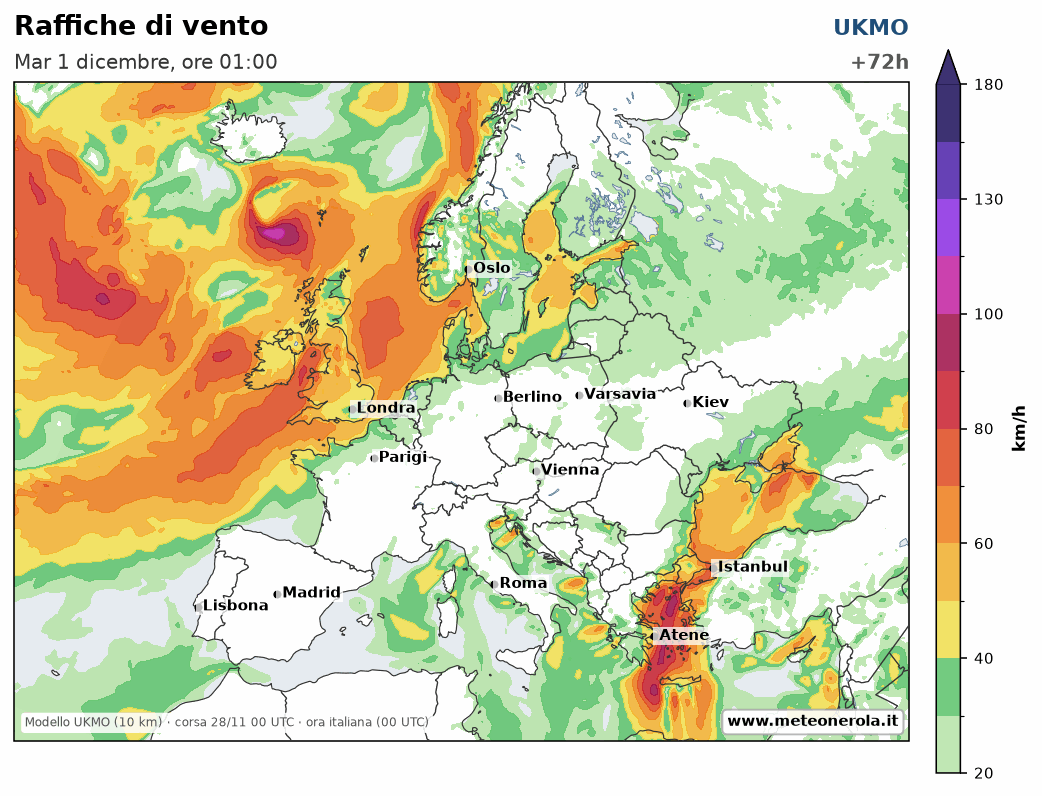 Raffiche di vento
UKMO
Mar 1 dicembre, ore 01:00
+72h
180
130
100
80
60
40
20
km/h
Oslo
Londra
Berlino
Varsavia
Kiev
Parigi
Vienna
Istanbul
Roma
Madrid
Lisbona
Atene
Modello UKMO (10 km) · corsa 28/11 00 UTC · ora italiana (00 UTC)
www.meteonerola.it